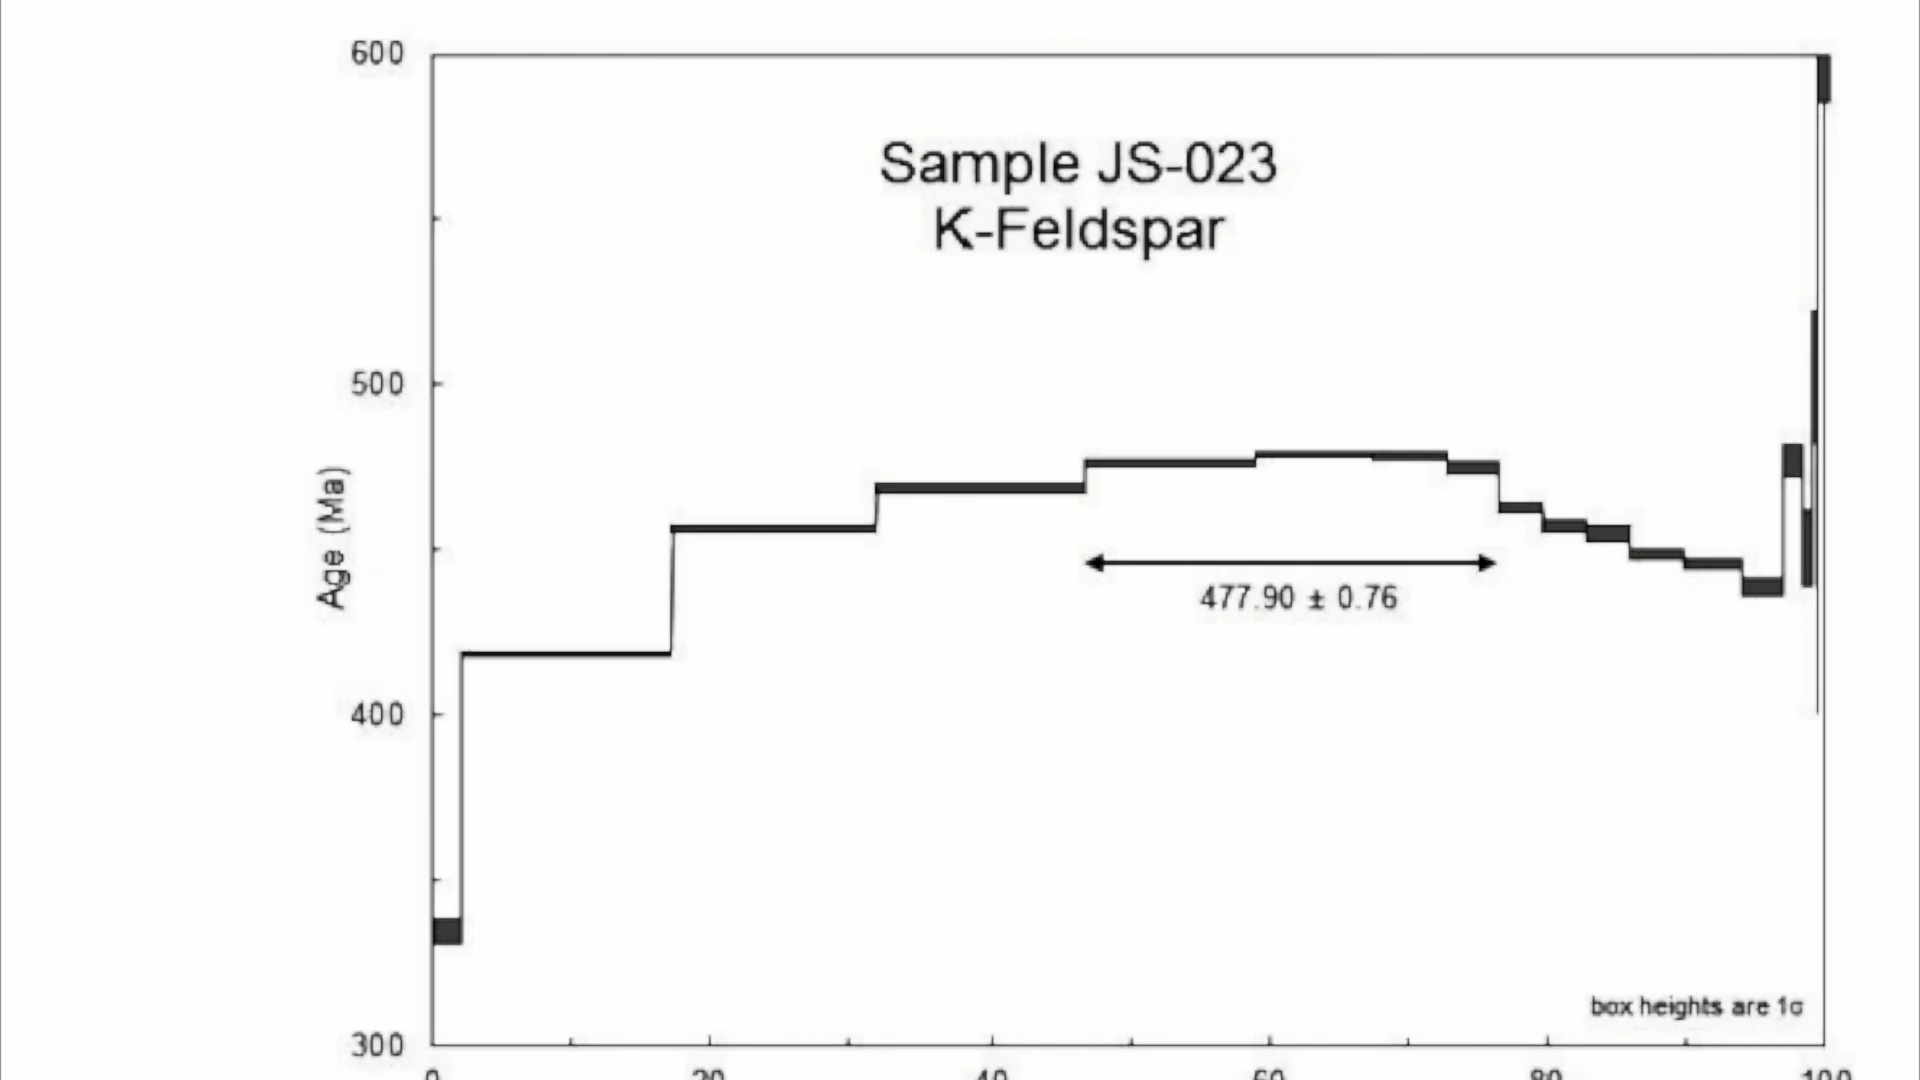 600
Sample JS-023
K-Feldspar
500
Age (Ma)
477.90 ± 0.76
400
box heights are 1σ
300
0 20 40 60 80 100